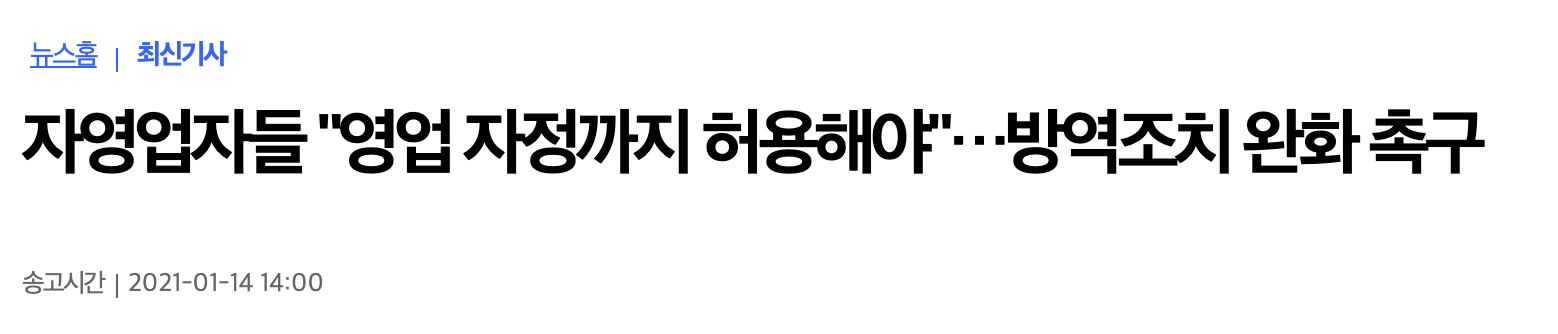 뉴스홈 | 최신기사
자영업자들 "영업 자정까지 허용해야"…방역조치 완화 촉구
송고시간 | 2021-01-14 14:00